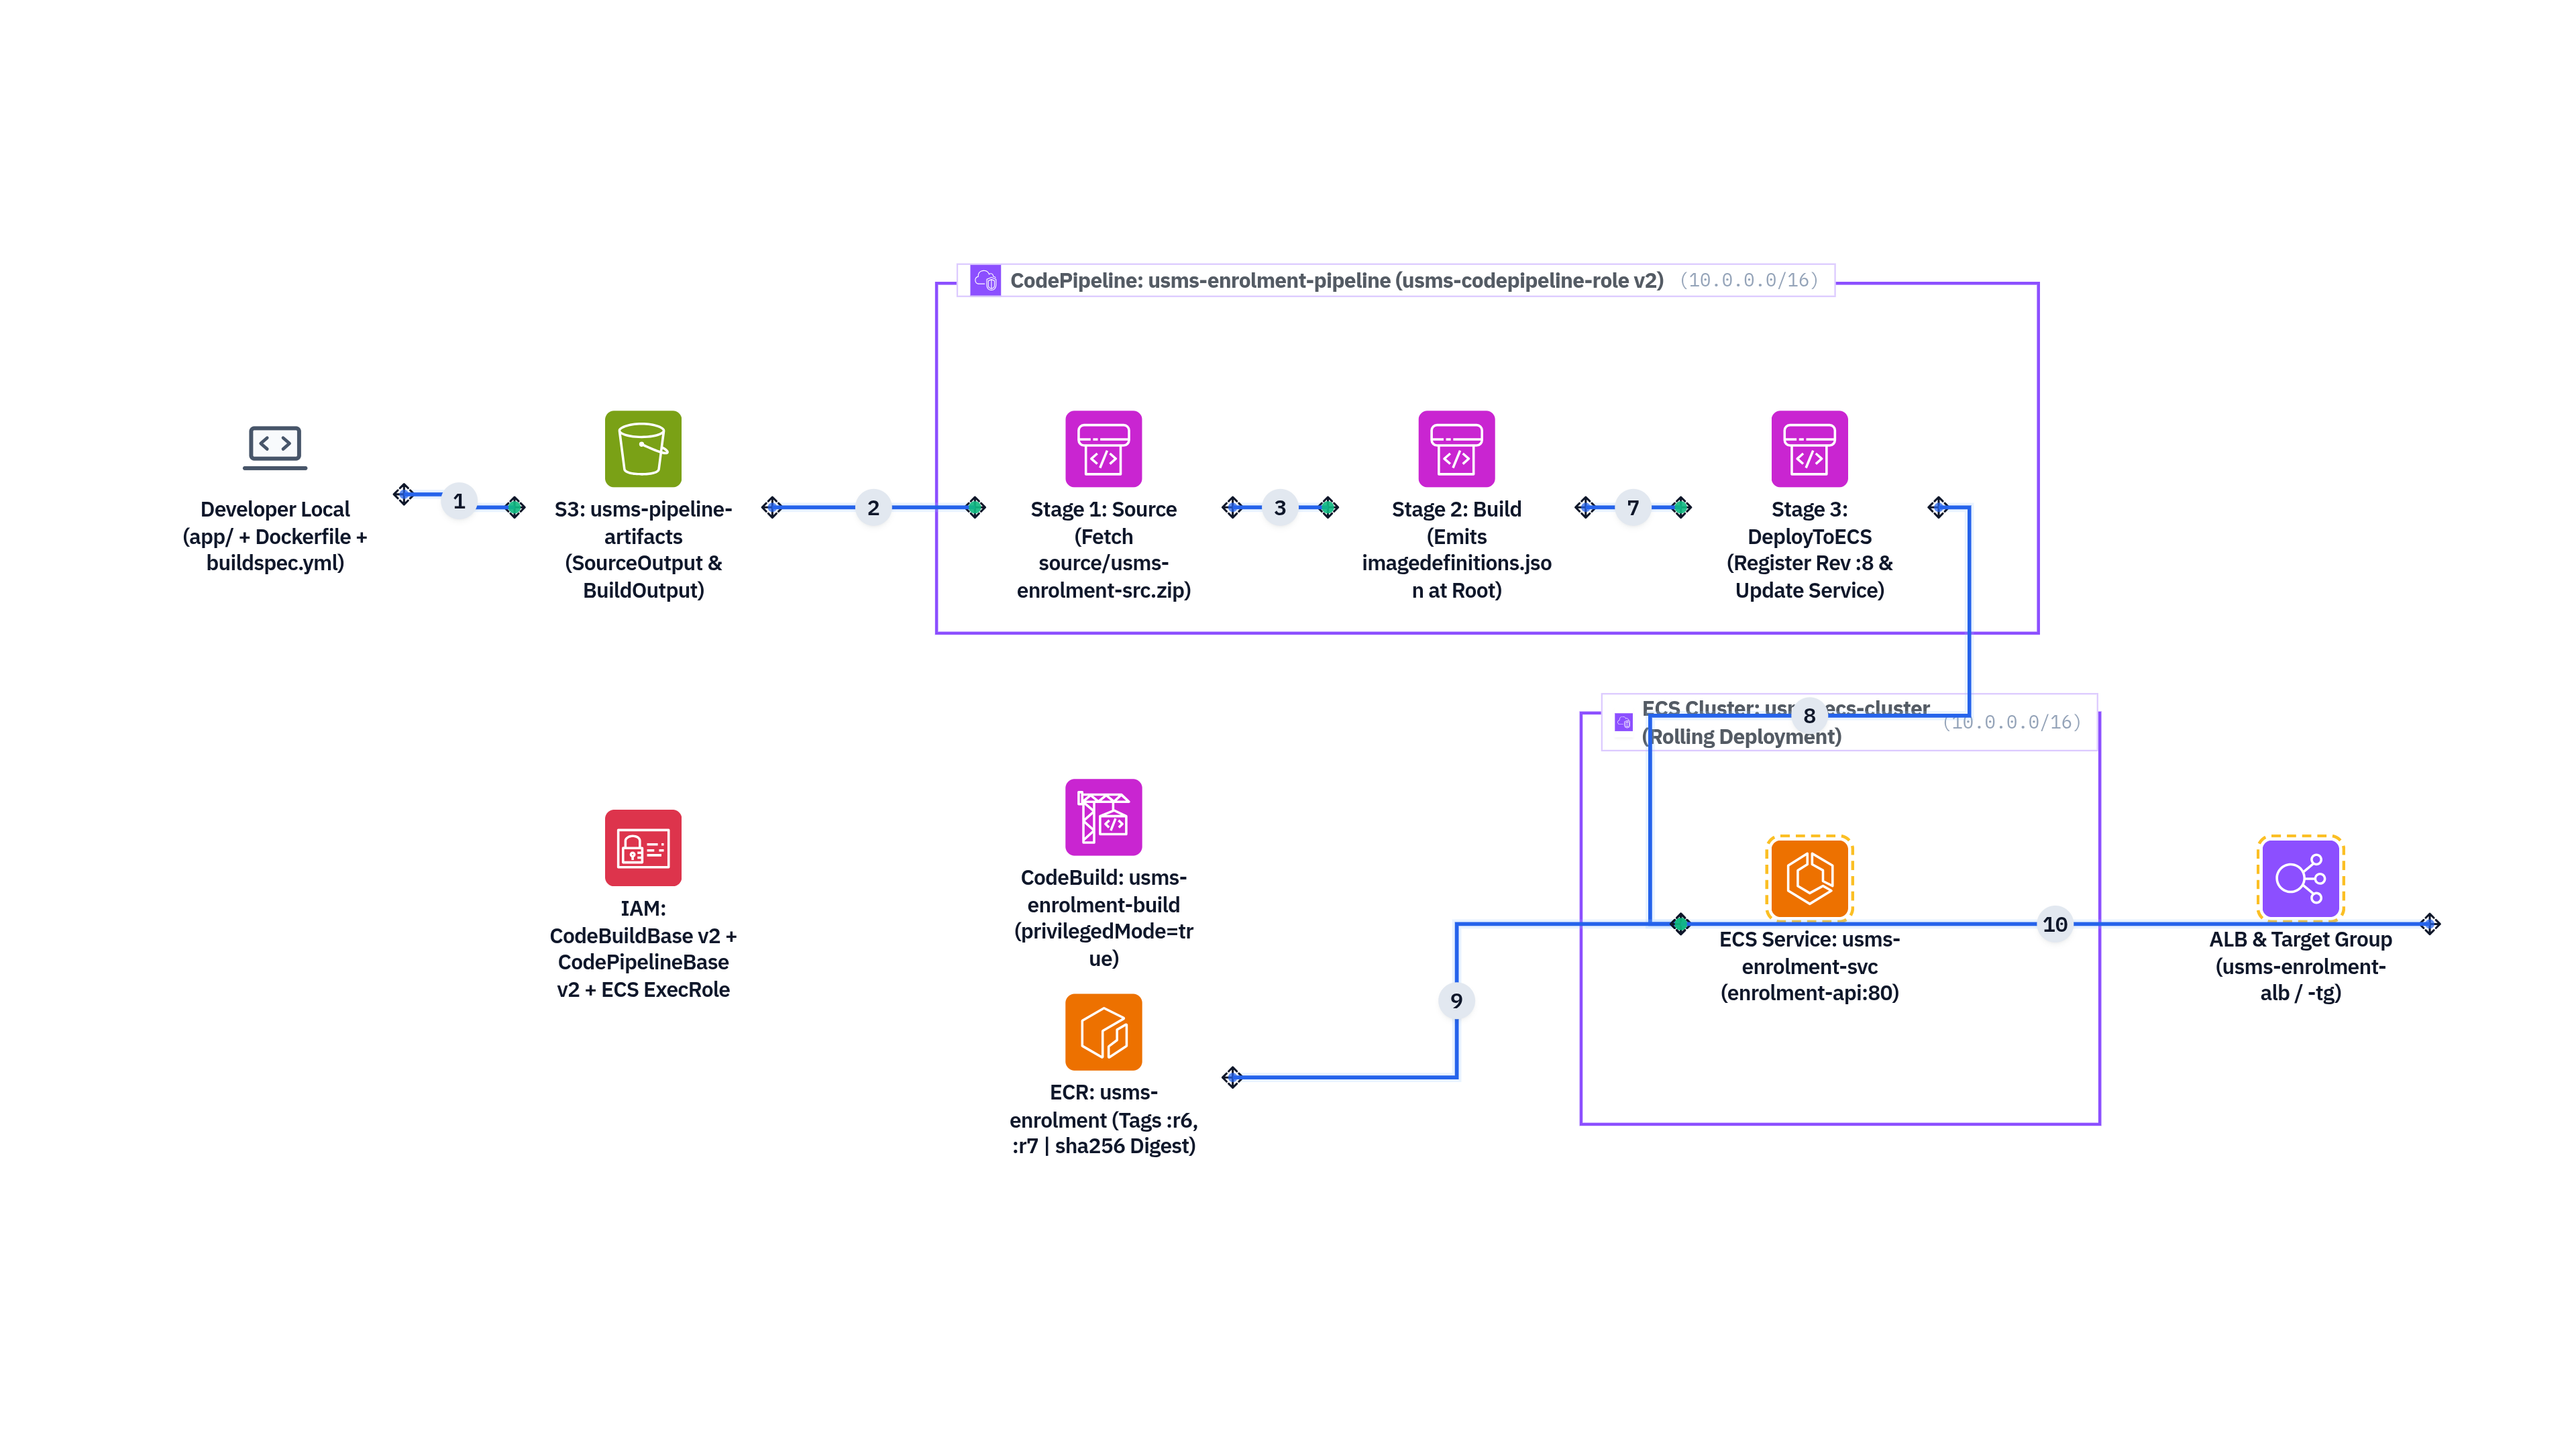 CodePipeline: usms-enrolment-pipeline (usms-codepipeline-role v2) (10.0.0.0/16)
1
2
3
7
Developer Local
(app/ + Dockerfile +
buildspec.yml)
S3: usms-pipeline-
artifacts
(SourceOutput &
BuildOutput)
Stage 1: Source
(Fetch
source/usms-
enrolment-src.zip)
Stage 2: Build
(Emits
imagedefinitions.jso
n at Root)
Stage 3:
DeployToECS
(Register Rev :8 &
Update Service)
ECS Cluster: ecs-cluster
(Rolling Deployment)
(10.0.0.0/16)
8
IAM:
CodeBuildBase v2 +
CodePipelineBase
v2 + ECS ExecRole
CodeBuild: usms-
enrolment-build
(privilegedMode=tr
ue)
ECR: usms-
enrolment (Tags :r6,
:r7 | sha256 Digest)
9
10
ECS Service: usms-
enrolment-svc
(enrolment-api:80)
ALB & Target Group
(usms-enrolment-
alb / -tg)